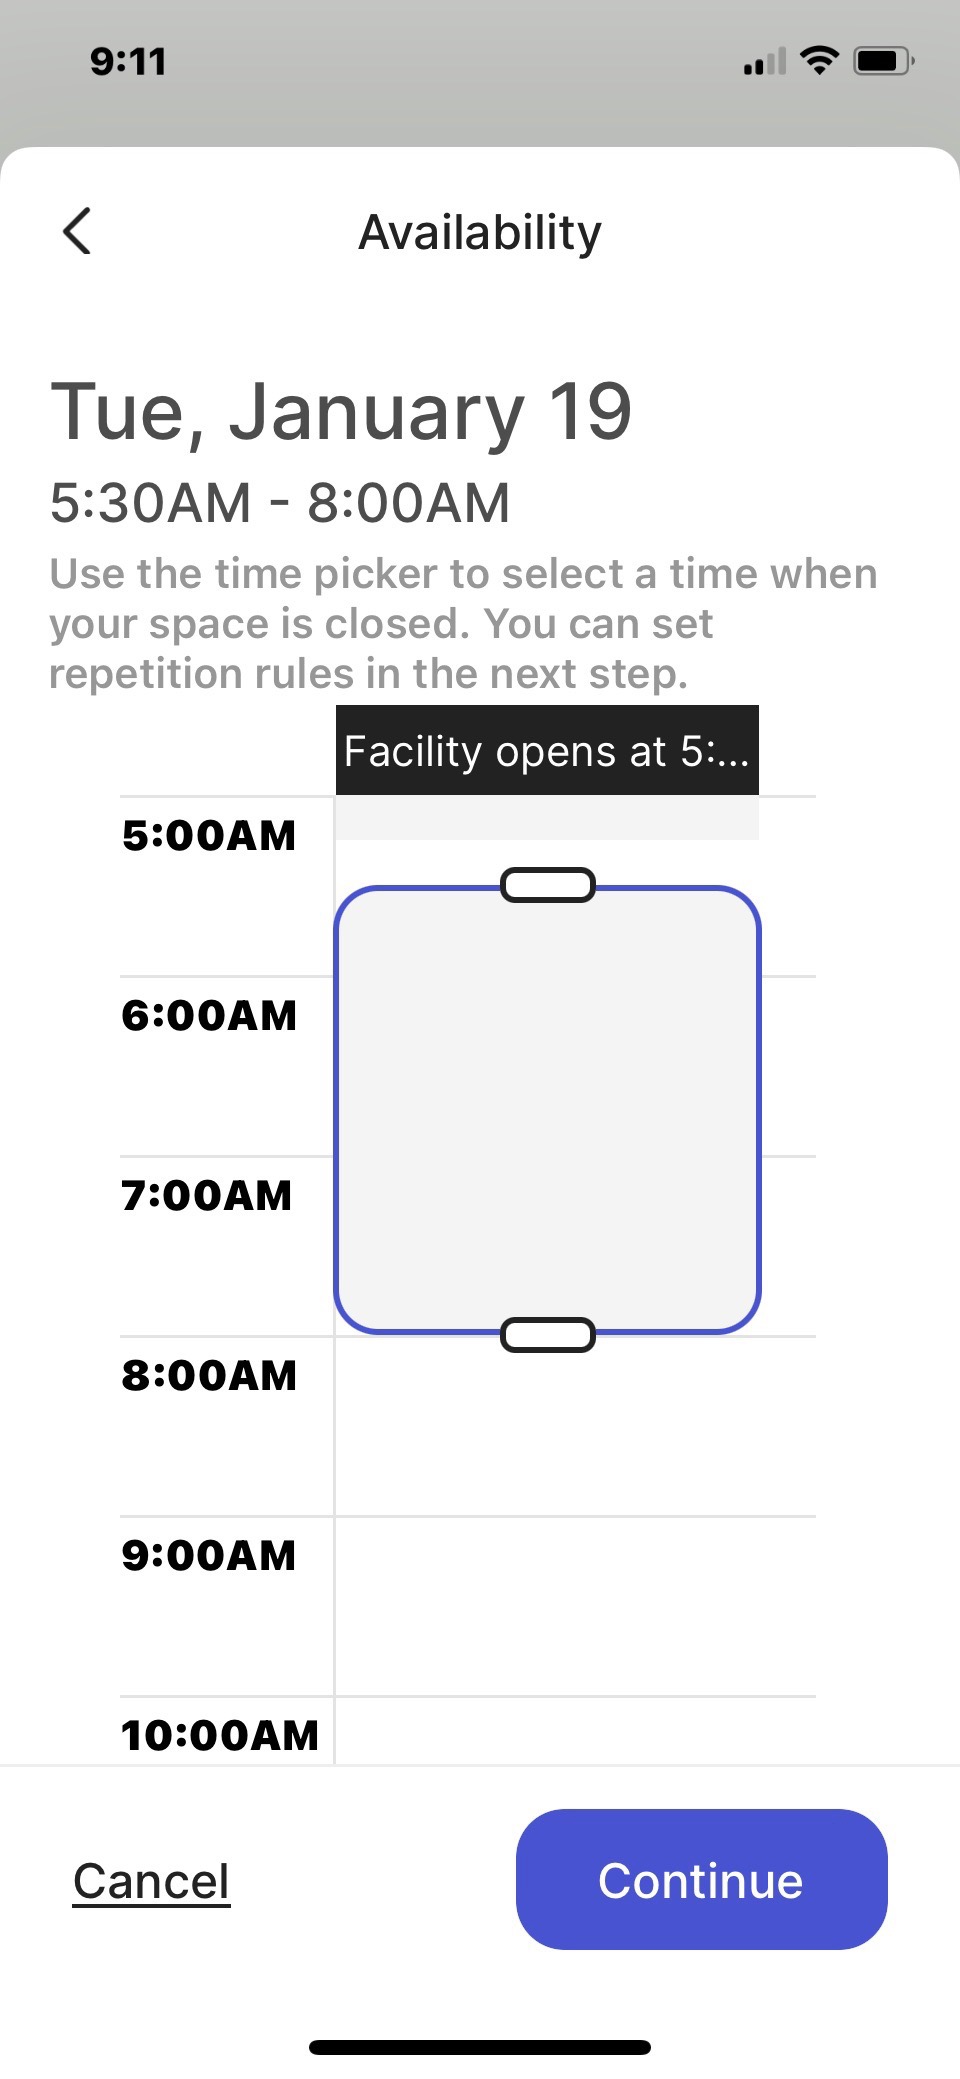 9:11
Availability
Tue, January 19
5:30AM - 8:00AM
Use the time picker to select a time when
your space is closed. You can set
repetition rules in the next step.
Facility opens at 5:...
5:00AM
6:00AM
7:00AM
8:00AM
9:00AM
10:00AM
Cancel
Continue